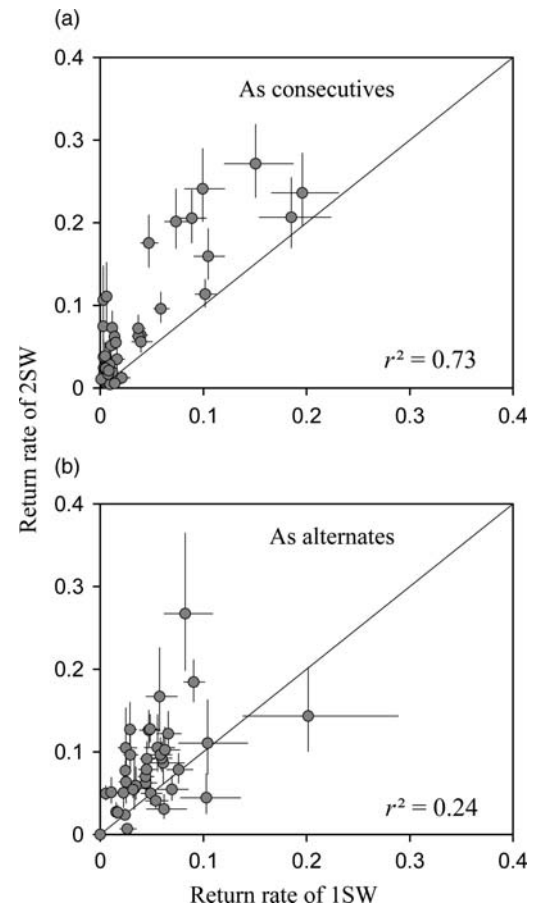 (a)
0.4
As consecutives
0.3
0.2
0.1
r² = 0.73
0
0 0.1 0.2 0.3 0.4
Return rate of 2SW
(b)
0.4
As alternates
0.3
0.2
0.1
r² = 0.24
0
0 0.1 0.2 0.3 0.4
Return rate of 1SW